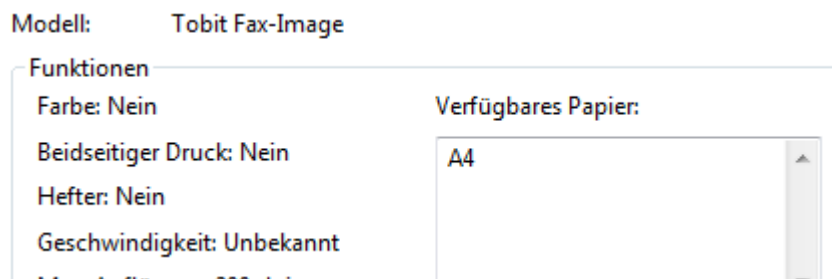 Modell: Tobit Fax-Image
Funktionen
Farbe: Nein
Verfügbares Papier:
Beidseitiger Druck: Nein
A4
Hefter: Nein
Geschwindigkeit: Unbekannt